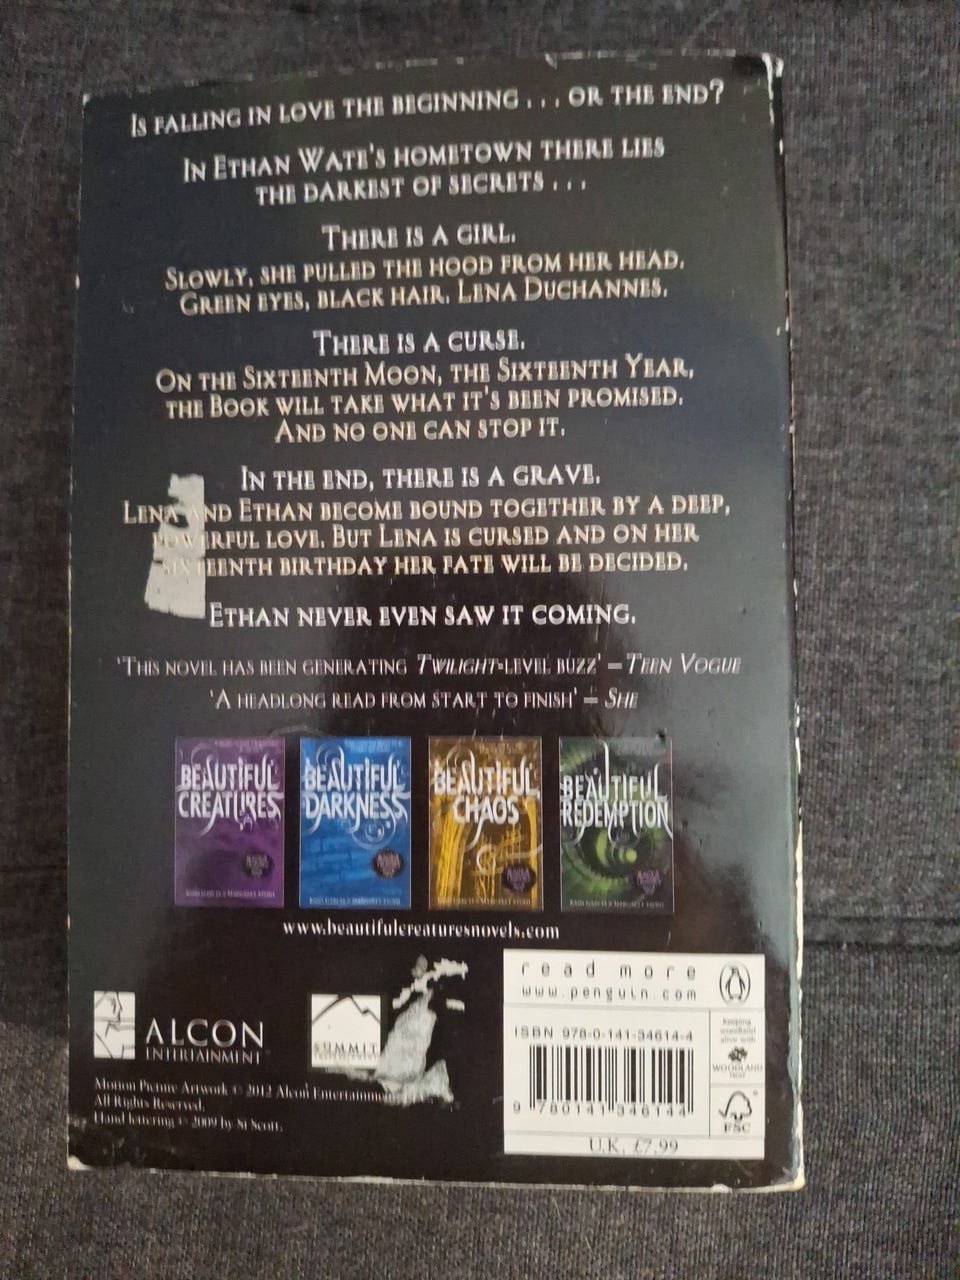 IS FALLING IN LOVE THE BEGINNING . . . OR THE END?
IN ETHAN WATE'S HOMETOWN THERE LIES
THE DARKEST OF SECRETS . . .
THERE IS A GIRL.
SLOWLY, SHE PULLED THE HOOD FROM HER HEAD.
GREEN EYES, BLACK HAIR. LENA DUCHANNES.
THERE IS A CURSE.
ON THE SIXTEENTH MOON, THE SIXTEENTH YEAR,
THE BOOK WILL TAKE WHAT IT'S BEEN PROMISED.
AND NO ONE CAN STOP IT.
IN THE END, THERE IS A GRAVE.
LENA AND ETHAN BECOME BOUND TOGETHER BY A DEEP,
POWERFUL LOVE. BUT LENA IS CURSED AND ON HER
SIXTEENTH BIRTHDAY HER FATE WILL BE DECIDED.
ETHAN NEVER EVEN SAW IT COMING.
'THIS NOVEL HAS BEEN GENERATING TWILIGHT-LEVEL BUZZ' – TEEN VOGUE
'A HEADLONG READ FROM START TO FINISH' – SHE
BEAUTIFUL CREATURES
BEAUTIFUL DARKNESS
BEAUTIFUL CHAOS
BEAUTIFUL REDEMPTION
www.beautifulcreaturesnovels.com
ALCON
ENTERTAINMENT
SUMMIT
Motion Picture Artwork © 2012 Alcon Entertainment
All Rights Reserved.
Hand lettering © 2009 by Si Scott.
read more
www.penguin.com
ISBN 978-0-141-34614-4
9 780141 346144
Keeping
woodland
alive with
WOODLAND
TRUST
FSC
U.K. £7.99